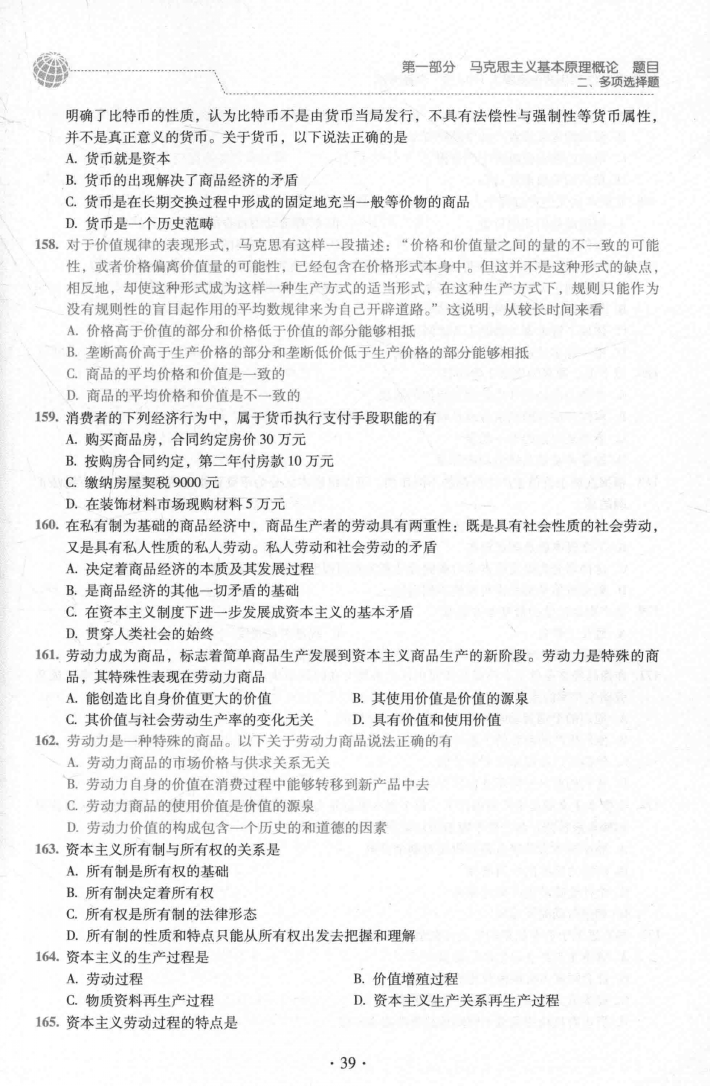 第一部分 马克思主义基本原理概论 题目
二、多项选择题
明确了比特币的性质，认为比特币不是由货币当局发行，不具有法偿性与强制性等货币属性，
并不是真正意义的货币。关于货币，以下说法正确的是
A. 货币就是资本
B. 货币的出现解决了商品经济的矛盾
C. 货币是在长期交换过程中形成的固定地充当一般等价物的商品
D. 货币是一个历史范畴
158. 对于价值规律的表现形式，马克思有这样一段描述：“价格和价值量之间的量的不一致的可能
性，或者价格偏离价值量的可能性，已经包含在价格形式本身中。但这并不是这种形式的缺点，
相反地，却使这种形式成为这样一种生产方式的适当形式，在这种生产方式下，规则只能作为
没有规则性的盲目起作用的平均数规律来为自己开辟道路。”这说明，从较长时间来看
A. 价格高于价值的部分和价格低于价值的部分能够相抵
B. 垄断高价高于生产价格的部分和垄断低价低于生产价格的部分能够相抵
C. 商品的平均价格和价值是一致的
D. 商品的平均价格和价值是不一致的
159. 消费者的下列经济行为中，属于货币执行支付手段职能的有
A. 购买商品房，合同约定房价 30 万元
B. 按购房合同约定，第二年付房款 10 万元
C. 缴纳房屋契税 9000 元
D. 在装饰材料市场现购材料 5 万元
160. 在私有制为基础的商品经济中，商品生产者的劳动具有两重性：既是具有社会性质的社会劳动，
又是具有私人性质的私人劳动。私人劳动和社会劳动的矛盾
A. 决定着商品经济的本质及其发展过程
B. 是商品经济的其他一切矛盾的基础
C. 在资本主义制度下进一步发展成资本主义的基本矛盾
D. 贯穿人类社会的始终
161. 劳动力成为商品，标志着简单商品生产发展到资本主义商品生产的新阶段。劳动力是特殊的商
品，其特殊性表现在劳动力商品
A. 能创造比自身价值更大的价值 B. 其使用价值是价值的源泉
C. 其价值与社会劳动生产率的变化无关 D. 具有价值和使用价值
162. 劳动力是一种特殊的商品。以下关于劳动力商品说法正确的有
A. 劳动力商品的市场价格与供求关系无关
B. 劳动力自身的价值在消费过程中能够转移到新产品中去
C. 劳动力商品的使用价值是价值的源泉
D. 劳动力价值的构成包含一个历史的和道德的因素
163. 资本主义所有制与所有权的关系是
A. 所有制是所有权的基础
B. 所有制决定着所有权
C. 所有权是所有制的法律形态
D. 所有制的性质和特点只能从所有权出发去把握和理解
164. 资本主义的生产过程是
A. 劳动过程 B. 价值增殖过程
C. 物质资料再生产过程 D. 资本主义生产关系再生产过程
165. 资本主义劳动过程的特点是
· 39 ·